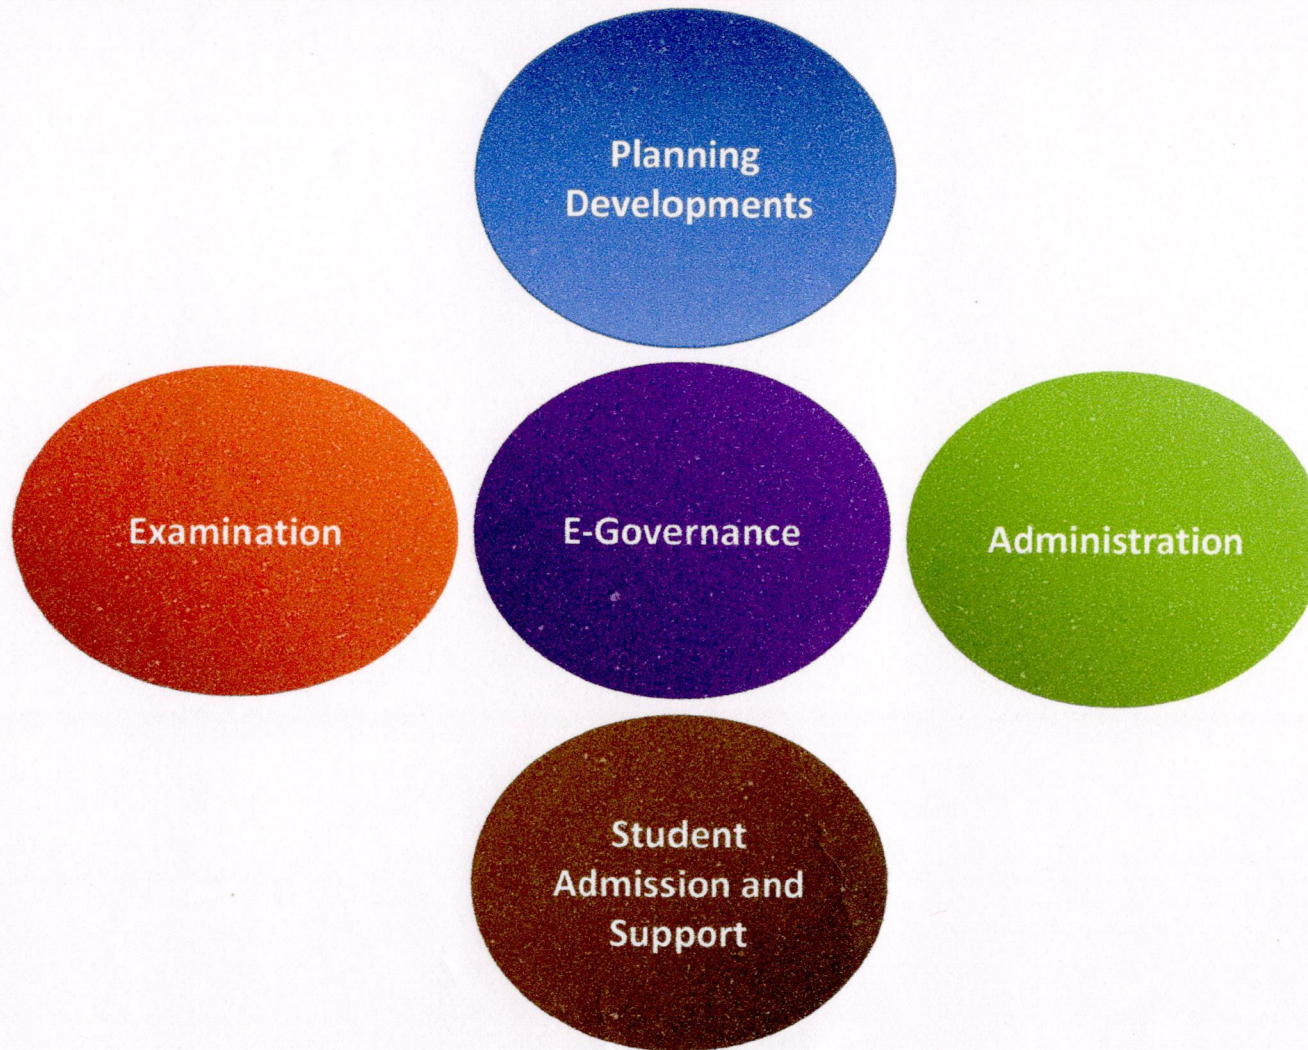 Planning
Developments
Examination
E-Governance
Administration
Student
Admission and
Support